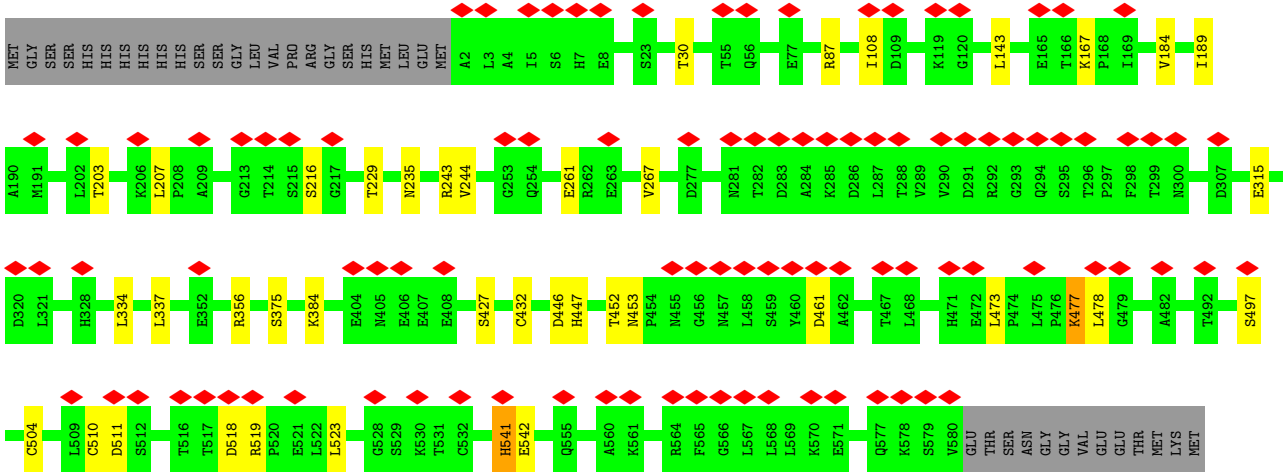 MET GLY SER SER HIS HIS HIS HIS HIS HIS SER SER GLY LEU VAL PRO ARG GLY SER HIS MET LEU GLU MET A2 L3 A4 I5 S6 H7 E8 S23 T30 T55 Q56 E77 R87 I108 D109 K119 G120 L143 E165 T166 K167 P168 I169 V184 I189
A190 M191 L202 T203 K206 L207 P208 A209 G213 T214 S215 S216 G217 T229 N235 R243 V244 G253 Q254 E261 R262 E263 V267 D277 N281 T282 D283 A284 K285 D286 L287 T288 V289 V290 D291 R292 G293 Q294 S295 T296 P297 F298 T299 N300 D307 E315
D320 L321 H328 L334 L337 E352 R356 S375 K384 E404 N405 E406 E407 E408 S427 C432 D446 H447 T452 N453 P454 N455 G456 N457 L458 S459 Y460 D461 A462 T467 L468 H471 E472 L473 P474 L475 P476 K477 L478 G479 A482 T492 S497
C504 L509 C510 D511 S512 T516 T517 D518 R519 P520 E521 L522 L523 G528 S529 K530 T531 C532 H541 E542 Q555 A560 K561 R564 F565 G566 L567 L568 L569 K570 E571 Q577 K578 S579 V580 GLU THR SER ASN GLY GLY VAL GLU GLU THR MET LYS MET